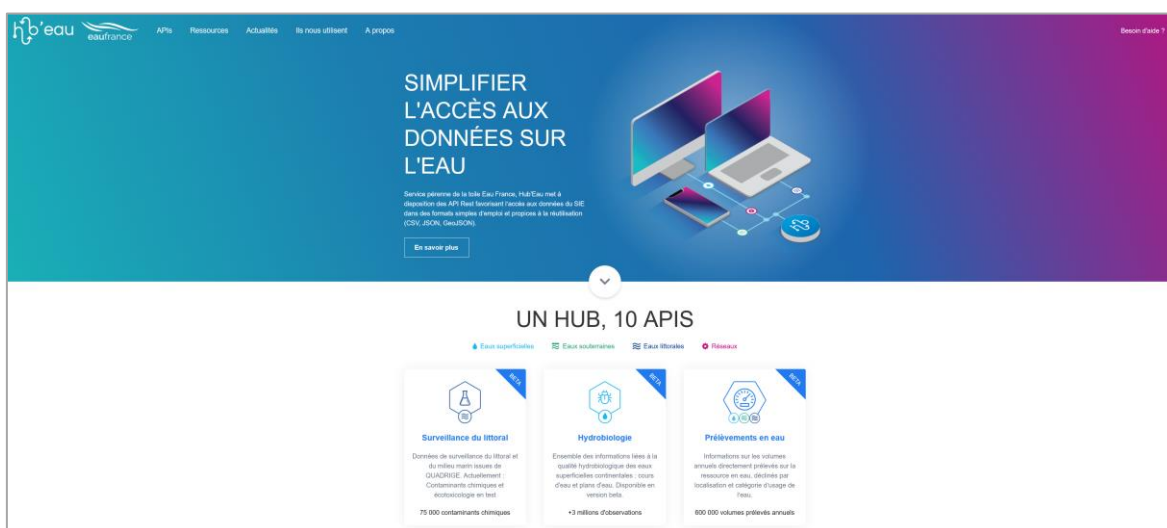 hb'eau
eaufrance
APIs Ressources Actualités Ils nous utilisent A propos
Besoin d'aide ?
SIMPLIFIER
L'ACCÈS AUX
DONNÉES SUR
L'EAU
Service pérenne de la toile Eau France, Hub'Eau met à
disposition des API Rest favorisant l'accès aux données du SIE
dans des formats simples d'emploi et propices à la réutilisation
(CSV, JSON, GeoJSON).
En savoir plus
UN HUB, 10 APIS
Eaux superficielles Eaux souterraines Eaux littorales Réseaux
BETA
Surveillance du littoral
Données de surveillance du littoral et
du milieu marin issues de
QUADRIGE. Actuellement :
Contaminants chimiques et
écotoxicologie en test
75 000 contaminants chimiques
BETA
Hydrobiologie
Ensemble des informations liées à la
qualité hydrobiologique des eaux
superficielles continentales : cours
d'eau et plans d'eau. Disponible en
version beta.
+3 millions d'observations
BETA
Prélèvements en eau
Informations sur les volumes
annuels directement prélevés sur la
ressource en eau, déclinés par
localisation et catégorie d'usage de
l'eau.
600 000 volumes prélevés annuels